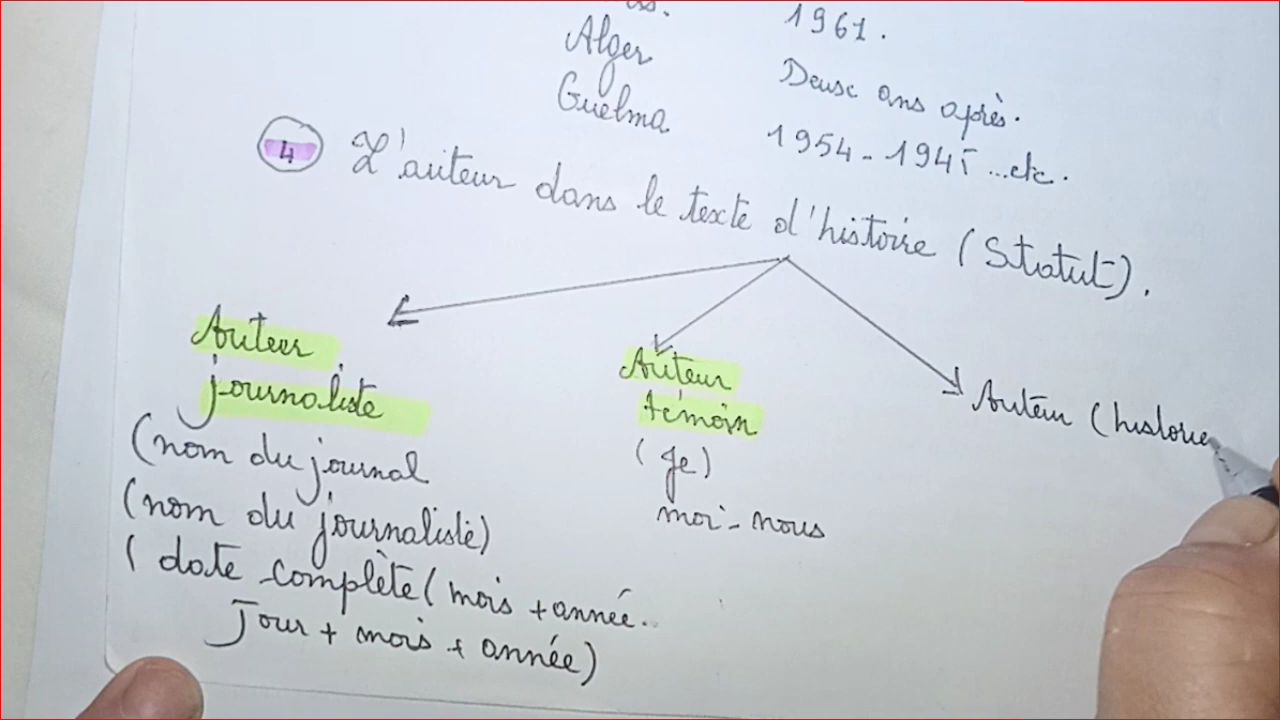 1961.
Alger
Deux ans après.
Guelma
1954 - 1945 ...etc.
4 L'auteur dans le texte d'histoire (Statut).
Auteur
journaliste
(nom du journal
(nom du journaliste)
( date complète ( mois + année..
Jour + mois + année)
Auteur
témoin
(je)
moi - nous
Auteur (historie